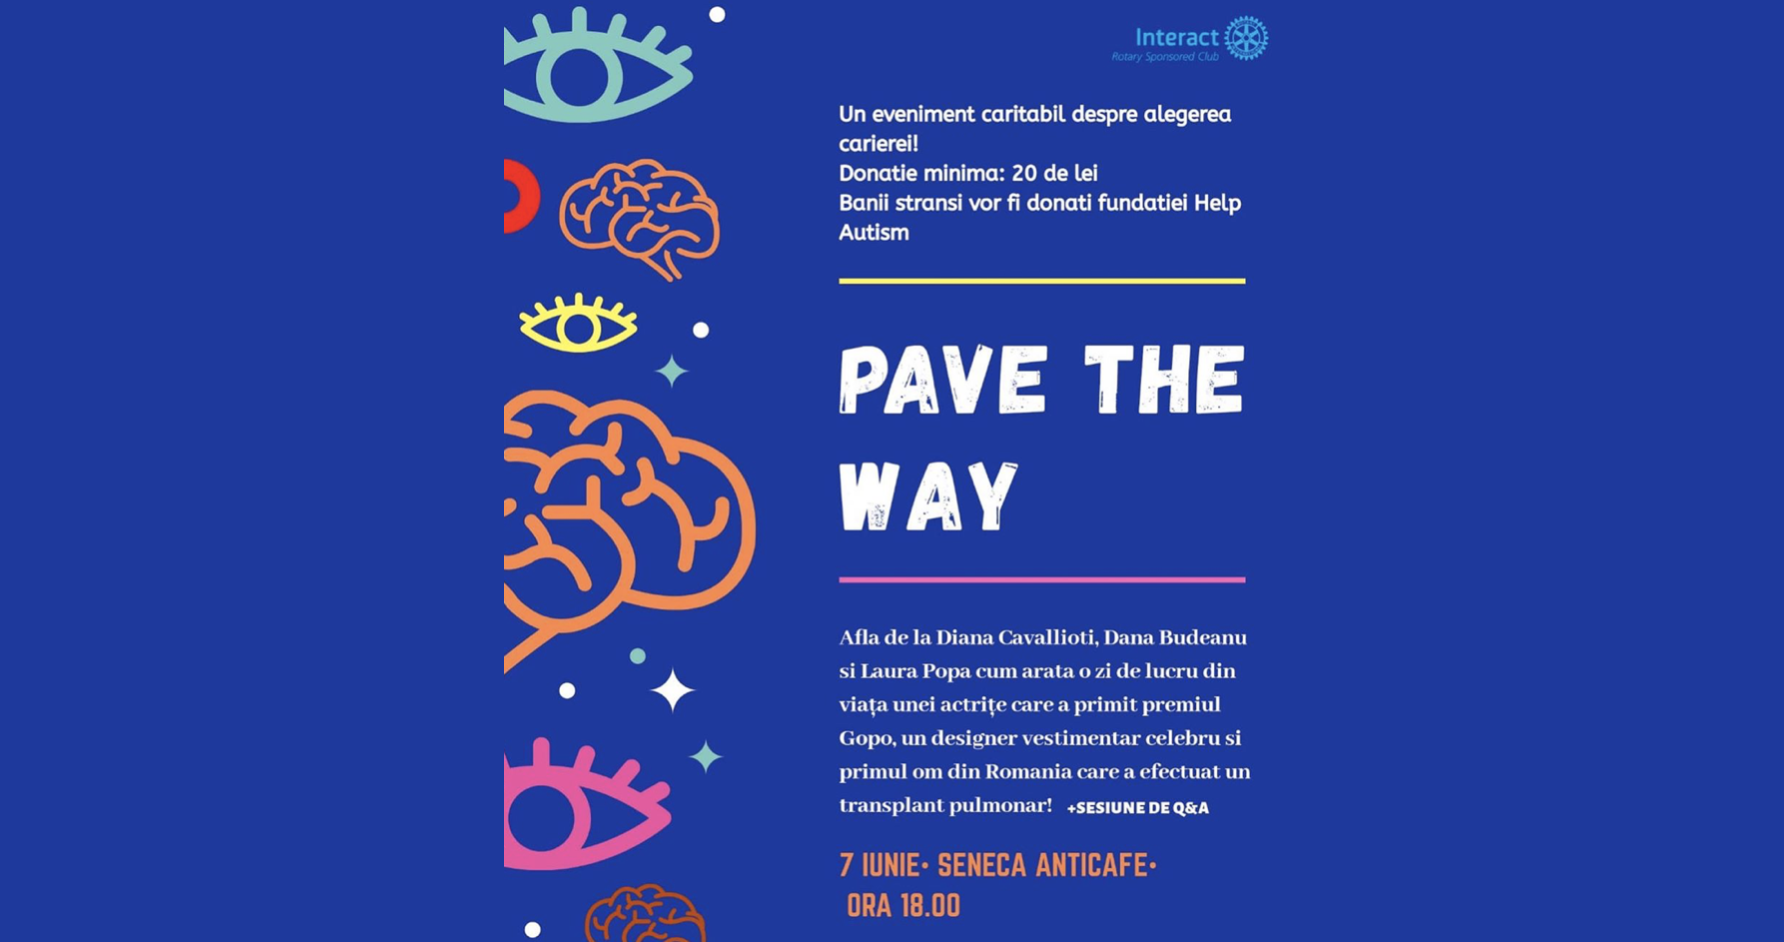 Interact
Rotary Sponsored Club
Un eveniment caritabil despre alegerea
carierei!
Donatie minima: 20 de lei
Banii stransi vor fi donati fundatiei Help
Autism
PAVE THE
WAY
Afla de la Diana Cavallioti, Dana Budeanu
si Laura Popa cum arata o zi de lucru din
viața unei actrițe care a primit premiul
Gopo, un designer vestimentar celebru si
primul om din Romania care a efectuat un
transplant pulmonar! +SESIUNE DE Q&A
7 IUNIE• SENECA ANTICAFE•
ORA 18.00